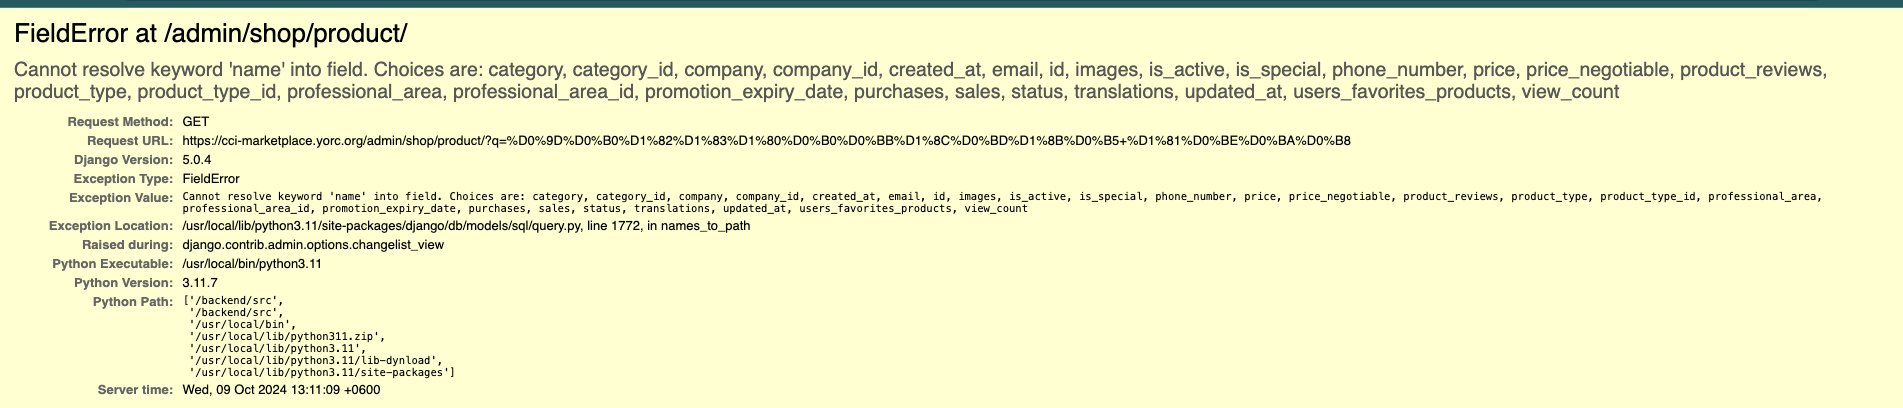 FieldError at /admin/shop/product/
Cannot resolve keyword 'name' into field. Choices are: category, category_id, company, company_id, created_at, email, id, images, is_active, is_special, phone_number, price, price_negotiable, product_reviews,
product_type, product_type_id, professional_area, professional_area_id, promotion_expiry_date, purchases, sales, status, translations, updated_at, users_favorites_products, view_count
Request Method: GET
Request URL: https://cci-marketplace.yorc.org/admin/shop/product/?q=%D0%9D%D0%B0%D1%82%D1%83%D1%80%D0%B0%D0%BB%D1%8C%D0%BD%D1%8B%D0%B5+%D1%81%D0%BE%D0%BA%D0%B8
Django Version: 5.0.4
Exception Type: FieldError
Exception Value: Cannot resolve keyword 'name' into field. Choices are: category, category_id, company, company_id, created_at, email, id, images, is_active, is_special, phone_number, price, price_negotiable, product_reviews, product_type, product_type_id, professional_area,
professional_area_id, promotion_expiry_date, purchases, sales, status, translations, updated_at, users_favorites_products, view_count
Exception Location: /usr/local/lib/python3.11/site-packages/django/db/models/sql/query.py, line 1772, in names_to_path
Raised during: django.contrib.admin.options.changelist_view
Python Executable: /usr/local/bin/python3.11
Python Version: 3.11.7
Python Path: ['/backend/src',
'/backend/src',
'/usr/local/bin',
'/usr/local/lib/python311.zip',
'/usr/local/lib/python3.11',
'/usr/local/lib/python3.11/lib-dynload',
'/usr/local/lib/python3.11/site-packages']
Server time: Wed, 09 Oct 2024 13:11:09 +0600